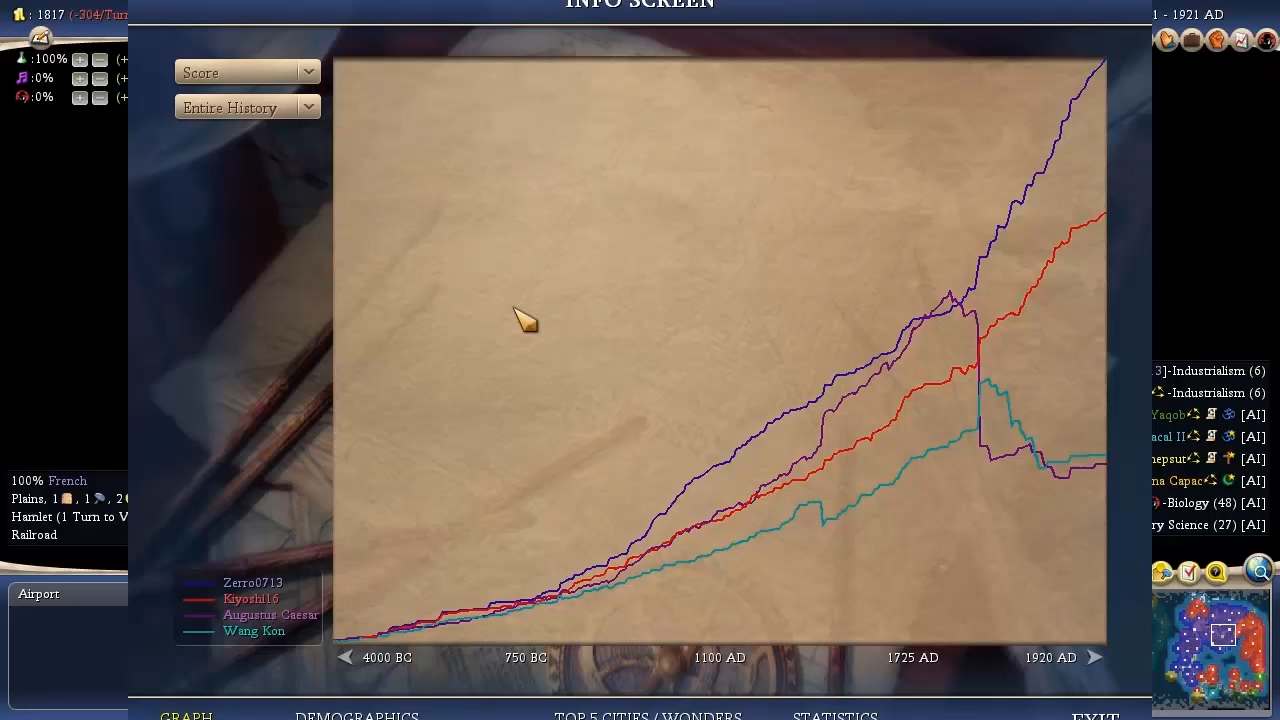 INFO SCREEN
: 1817 (-304/Turn
1 - 1921 AD
:100%
:0%
:0%
Score
Entire History
3]-Industrialism (6)
-Industrialism (6)
Yaqob [AI]
acal II [AI]
nepsut [AI]
na Capac [AI]
-Biology (48) [AI]
ry Science (27) [AI]
100% French
Plains, 1 , 1 , 2
Hamlet (1 Turn to V
Railroad
Airport
Zerro0713
Kiyoshi16
Augustus Caesar
Wang Kon
4000 BC 750 BC 1100 AD 1725 AD 1920 AD
GRAPH DEMOGRAPHICS TOP 5 CITIES / WONDERS STATISTICS EXIT